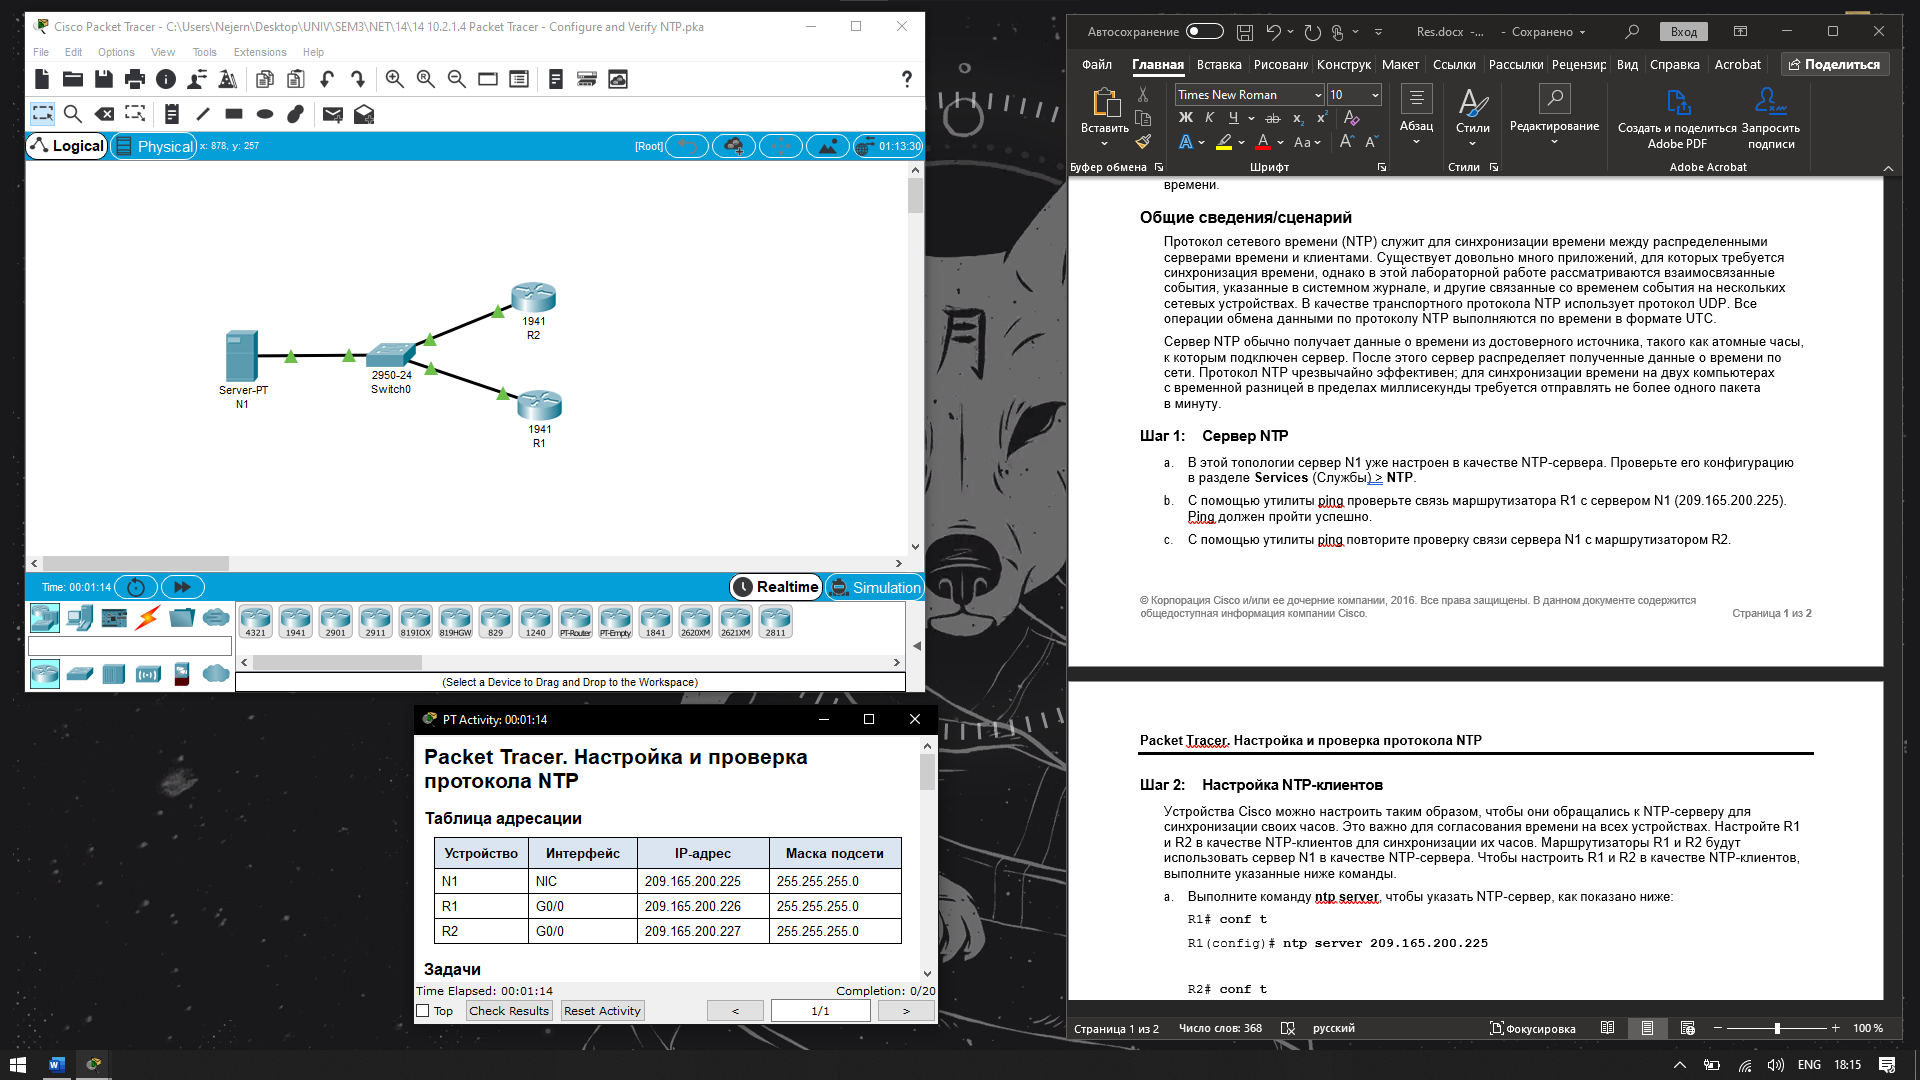 Cisco Packet Tracer - C:\Users\Nejern\Desktop\UNIV\SEM3\NET\14\14 10.2.1.4 Packet Tracer - Configure and Verify NTP.pka
File Edit Options View Tools Extensions Help
?
Logical Physical x: 878, y: 257 [Root] 01:13:30
1941
R2
2950-24
Switch0
Server-PT
N1
1941
R1
Time: 00:01:14 Realtime Simulation
4321 1941 2901 2911 819IOX 819HGW 829 1240 PT-Router PT-Empty 1841 2620XM 2621XM 2811
(Select a Device to Drag and Drop to the Workspace)
PT Activity: 00:01:14
Packet Tracer. Настройка и проверка
протокола NTP
Таблица адресации
Устройство Интерфейс IP-адрес Маска подсети
N1 NIC 209.165.200.225 255.255.255.0
R1 G0/0 209.165.200.226 255.255.255.0
R2 G0/0 209.165.200.227 255.255.255.0
Задачи
Time Elapsed: 00:01:14 Completion: 0/20
Top Check Results Reset Activity < 1/1 >
Автосохранение Res.docx -... - Сохранено Вход
Файл Главная Вставка Рисовани Конструк Макет Ссылки Рассылки Рецензир Вид Справка Acrobat Поделиться
Times New Roman 10
Вставить
Ж К Ч ab x₂ x² A
A A Aa A A
Абзац Стили Редактирование
Создать и поделиться Adobe PDF
Запросить подписи
Буфер обмена Шрифт Стили Adobe Acrobat
времени.
Общие сведения/сценарий
Протокол сетевого времени (NTP) служит для синхронизации времени между распределенными
серверами времени и клиентами. Существует довольно много приложений, для которых требуется
синхронизация времени, однако в этой лабораторной работе рассматриваются взаимосвязанные
события, указанные в системном журнале, и другие связанные со временем события на нескольких
сетевых устройствах. В качестве транспортного протокола NTP использует протокол UDP. Все
операции обмена данными по протоколу NTP выполняются по времени в формате UTC.
Сервер NTP обычно получает данные о времени из достоверного источника, такого как атомные часы,
к которым подключен сервер. После этого сервер распределяет полученные данные о времени по
сети. Протокол NTP чрезвычайно эффективен; для синхронизации времени на двух компьютерах
с временной разницей в пределах миллисекунды требуется отправлять не более одного пакета
в минуту.
Шаг 1: Сервер NTP
a. В этой топологии сервер N1 уже настроен в качестве NTP-сервера. Проверьте его конфигурацию
в разделе Services (Службы) > NTP.
b. С помощью утилиты ping проверьте связь маршрутизатора R1 с сервером N1 (209.165.200.225).
Ping должен пройти успешно.
c. С помощью утилиты ping повторите проверку связи сервера N1 с маршрутизатором R2.
© Корпорация Cisco и/или ее дочерние компании, 2016. Все права защищены. В данном документе содержится
общедоступная информация компании Cisco. Страница 1 из 2
Packet Tracer. Настройка и проверка протокола NTP
Шаг 2: Настройка NTP-клиентов
Устройства Cisco можно настроить таким образом, чтобы они обращались к NTP-серверу для
синхронизации своих часов. Это важно для согласования времени на всех устройствах. Настройте R1
и R2 в качестве NTP-клиентов для синхронизации их часов. Маршрутизаторы R1 и R2 будут
использовать сервер N1 в качестве NTP-сервера. Чтобы настроить R1 и R2 в качестве NTP-клиентов,
выполните указанные ниже команды.
a. Выполните команду ntp server, чтобы указать NTP-сервер, как показано ниже:
R1# conf t
R1(config)# ntp server 209.165.200.225
R2# conf t
Страница 1 из 2 Число слов: 368 русский Фокусировка 100 %
月
ENG 18:15